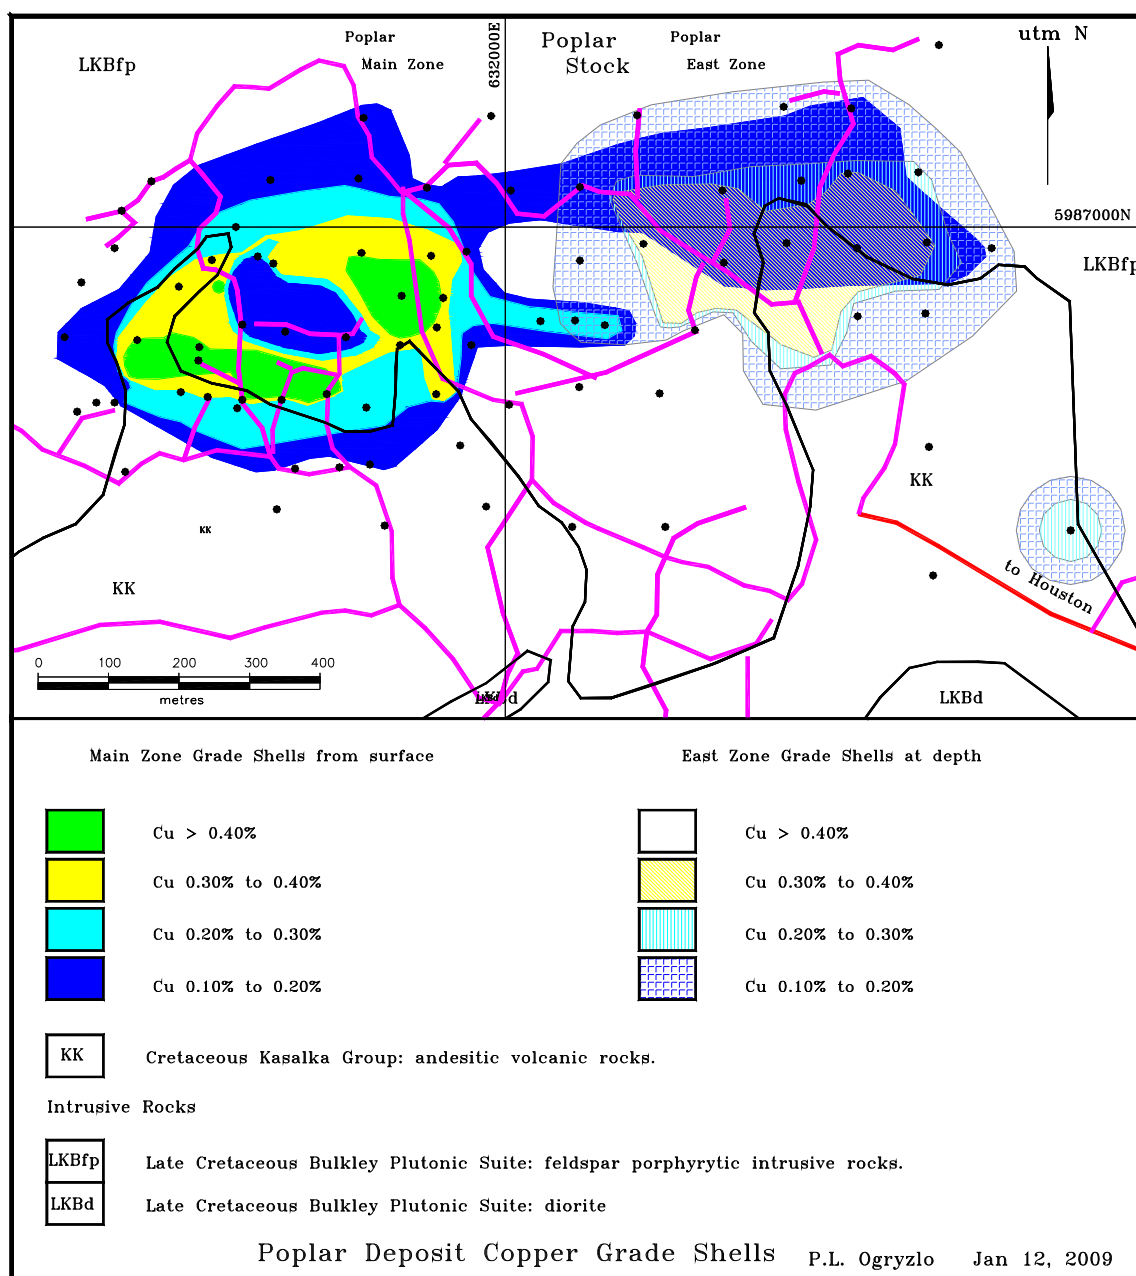 LKBfp
Poplar
Main Zone
632000E
Poplar
Stock
Poplar
East Zone
utm N
5987000N
LKBfp
KK
KK
KK
to Houston
0 100 200 300 400
metres
LKBd
Main Zone Grade Shells from surface
East Zone Grade Shells at depth
Cu > 0.40%
Cu > 0.40%
Cu 0.30% to 0.40%
Cu 0.30% to 0.40%
Cu 0.20% to 0.30%
Cu 0.20% to 0.30%
Cu 0.10% to 0.20%
Cu 0.10% to 0.20%
KK Cretaceous Kasalka Group: andesitic volcanic rocks.
Intrusive Rocks
LKBfp Late Cretaceous Bulkley Plutonic Suite: feldspar porphyrytic intrusive rocks.
LKBd Late Cretaceous Bulkley Plutonic Suite: diorite
Poplar Deposit Copper Grade Shells P.L. Ogryzlo Jan 12, 2009